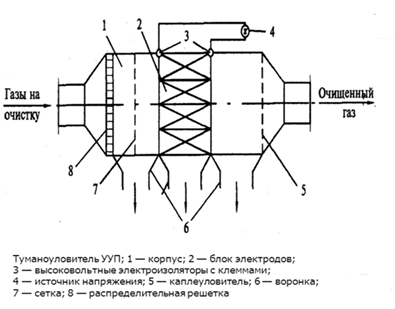 1
2
3
4
Газы на
очистку
Очищенный
газ
8
7
6
5
Туманоуловитель УУП; 1 — корпус; 2 — блок электродов;
3 — высоковольтные электроизоляторы с клеммами;
4 — источник напряжения; 5 — каплеуловитель; 6 — воронка;
7 — сетка; 8 — распределительная решетка